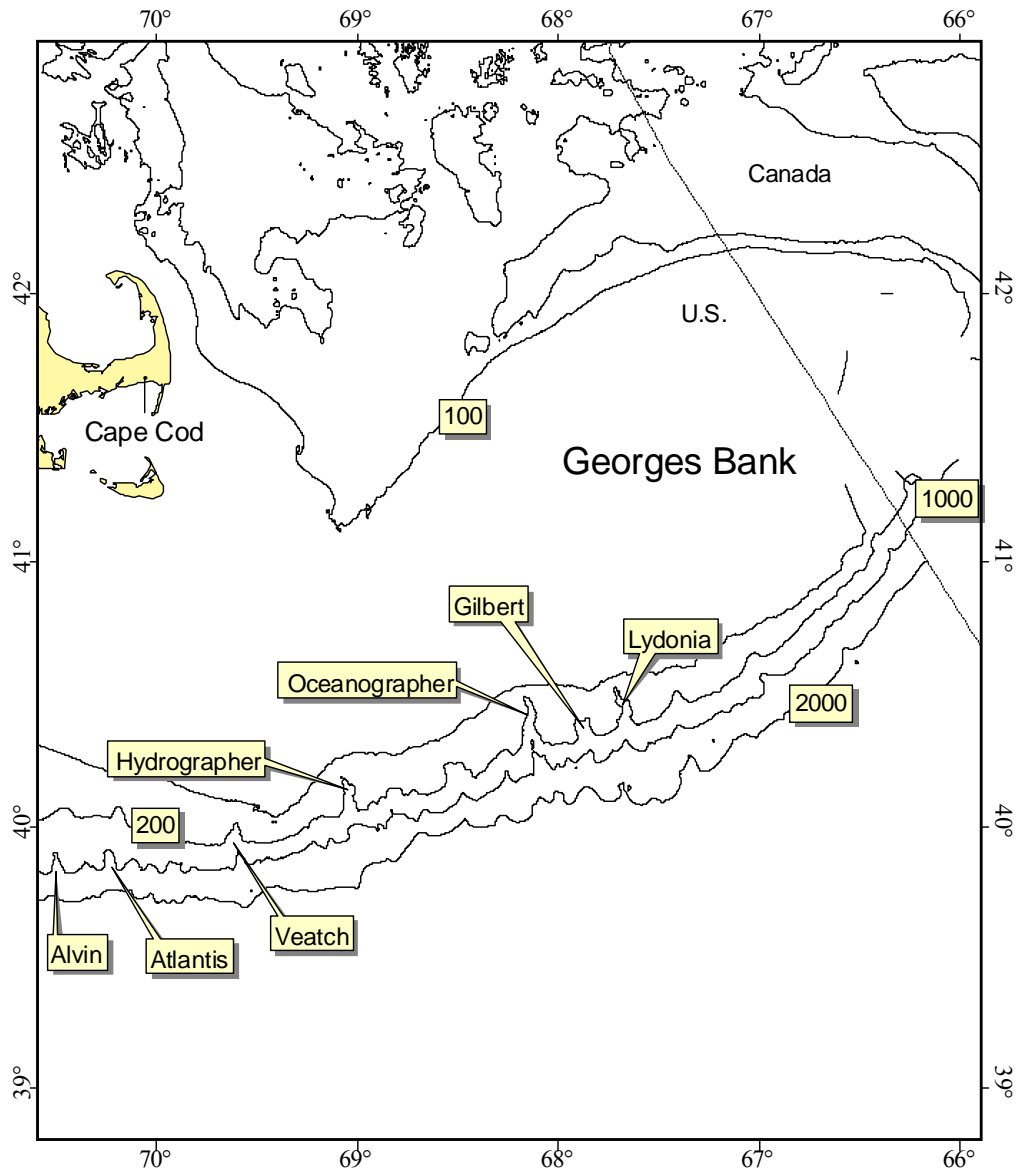 70° 69° 68° 67° 66°
Canada
42° 42°
U.S.
100
Cape Cod
Georges Bank
1000
41° 41°
Gilbert
Lydonia
Oceanographer
2000
Hydrographer
200
40° 40°
Veatch
Alvin
Atlantis
39° 39°
70° 69° 68° 67° 66°